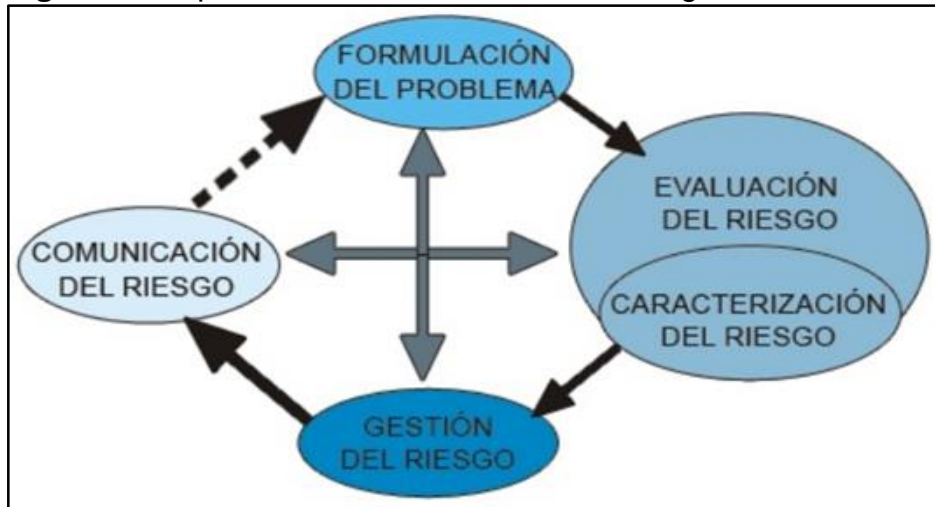 FORMULACIÓN
DEL PROBLEMA
EVALUACIÓN
DEL RIESGO
CARACTERIZACIÓN
DEL RIESGO
GESTIÓN
DEL RIESGO
COMUNICACIÓN
DEL RIESGO